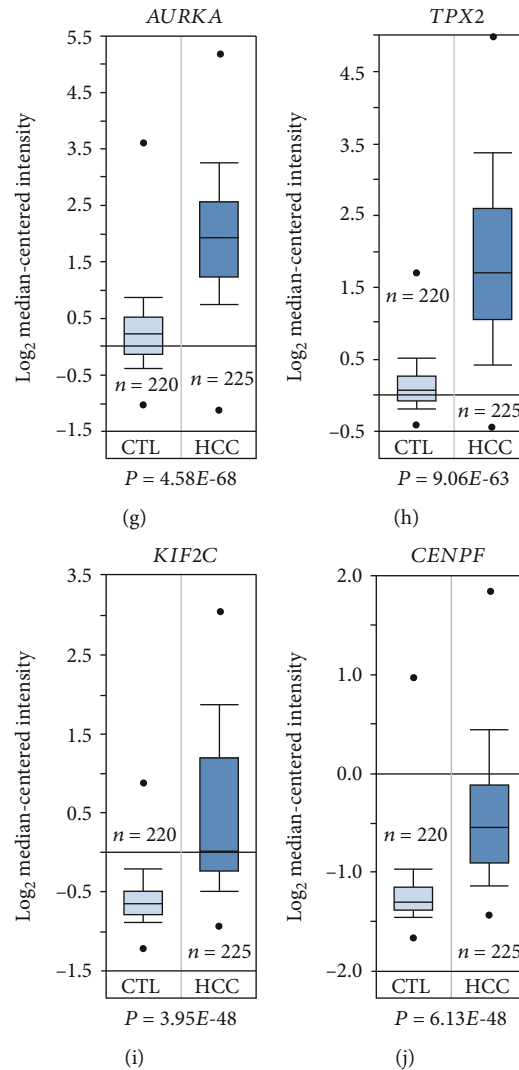 AURKA
Log2 median-centered intensity
5.5
4.5
3.5
2.5
1.5
0.5
−0.5
−1.5
n = 220
n = 225
CTL
HCC
P = 4.58E-68
(g)
TPX2
Log2 median-centered intensity
4.5
3.5
2.5
1.5
0.5
−0.5
n = 220
n = 225
CTL
HCC
P = 9.06E-63
(h)
KIF2C
Log2 median-centered intensity
3.5
2.5
1.5
0.5
−0.5
−1.5
n = 220
n = 225
CTL
HCC
P = 3.95E-48
(i)
CENPF
Log2 median-centered intensity
2.0
1.0
0.0
−1.0
−2.0
n = 220
n = 225
CTL
HCC
P = 6.13E-48
(j)